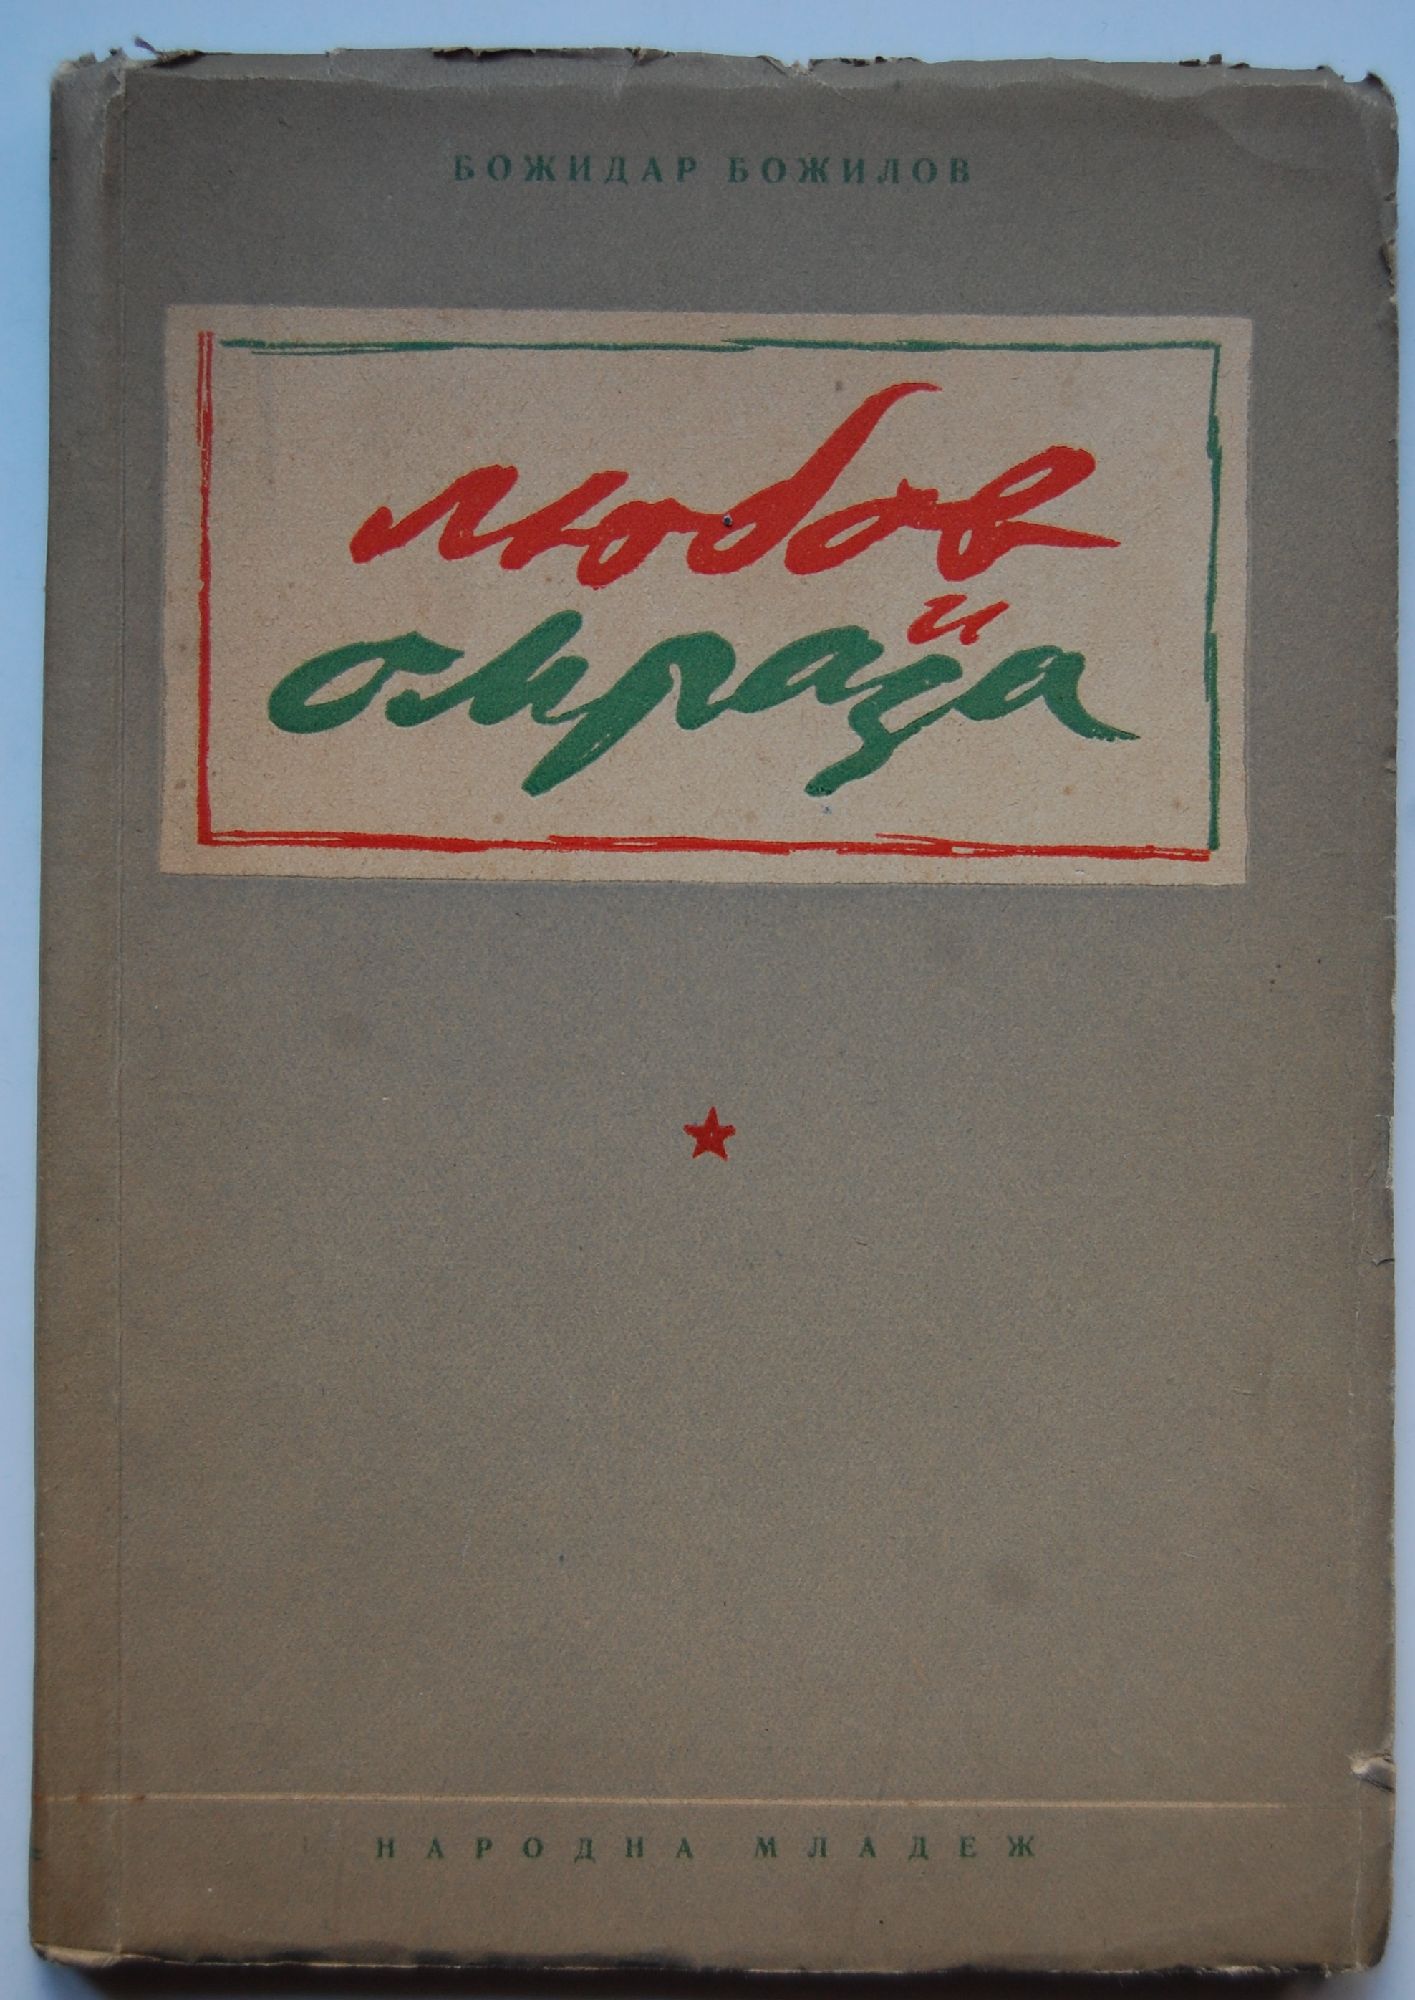 БОЖИДАР БОЖИЛОВ
любов
и
омраза
НАРОДНА МЛАДЕЖ